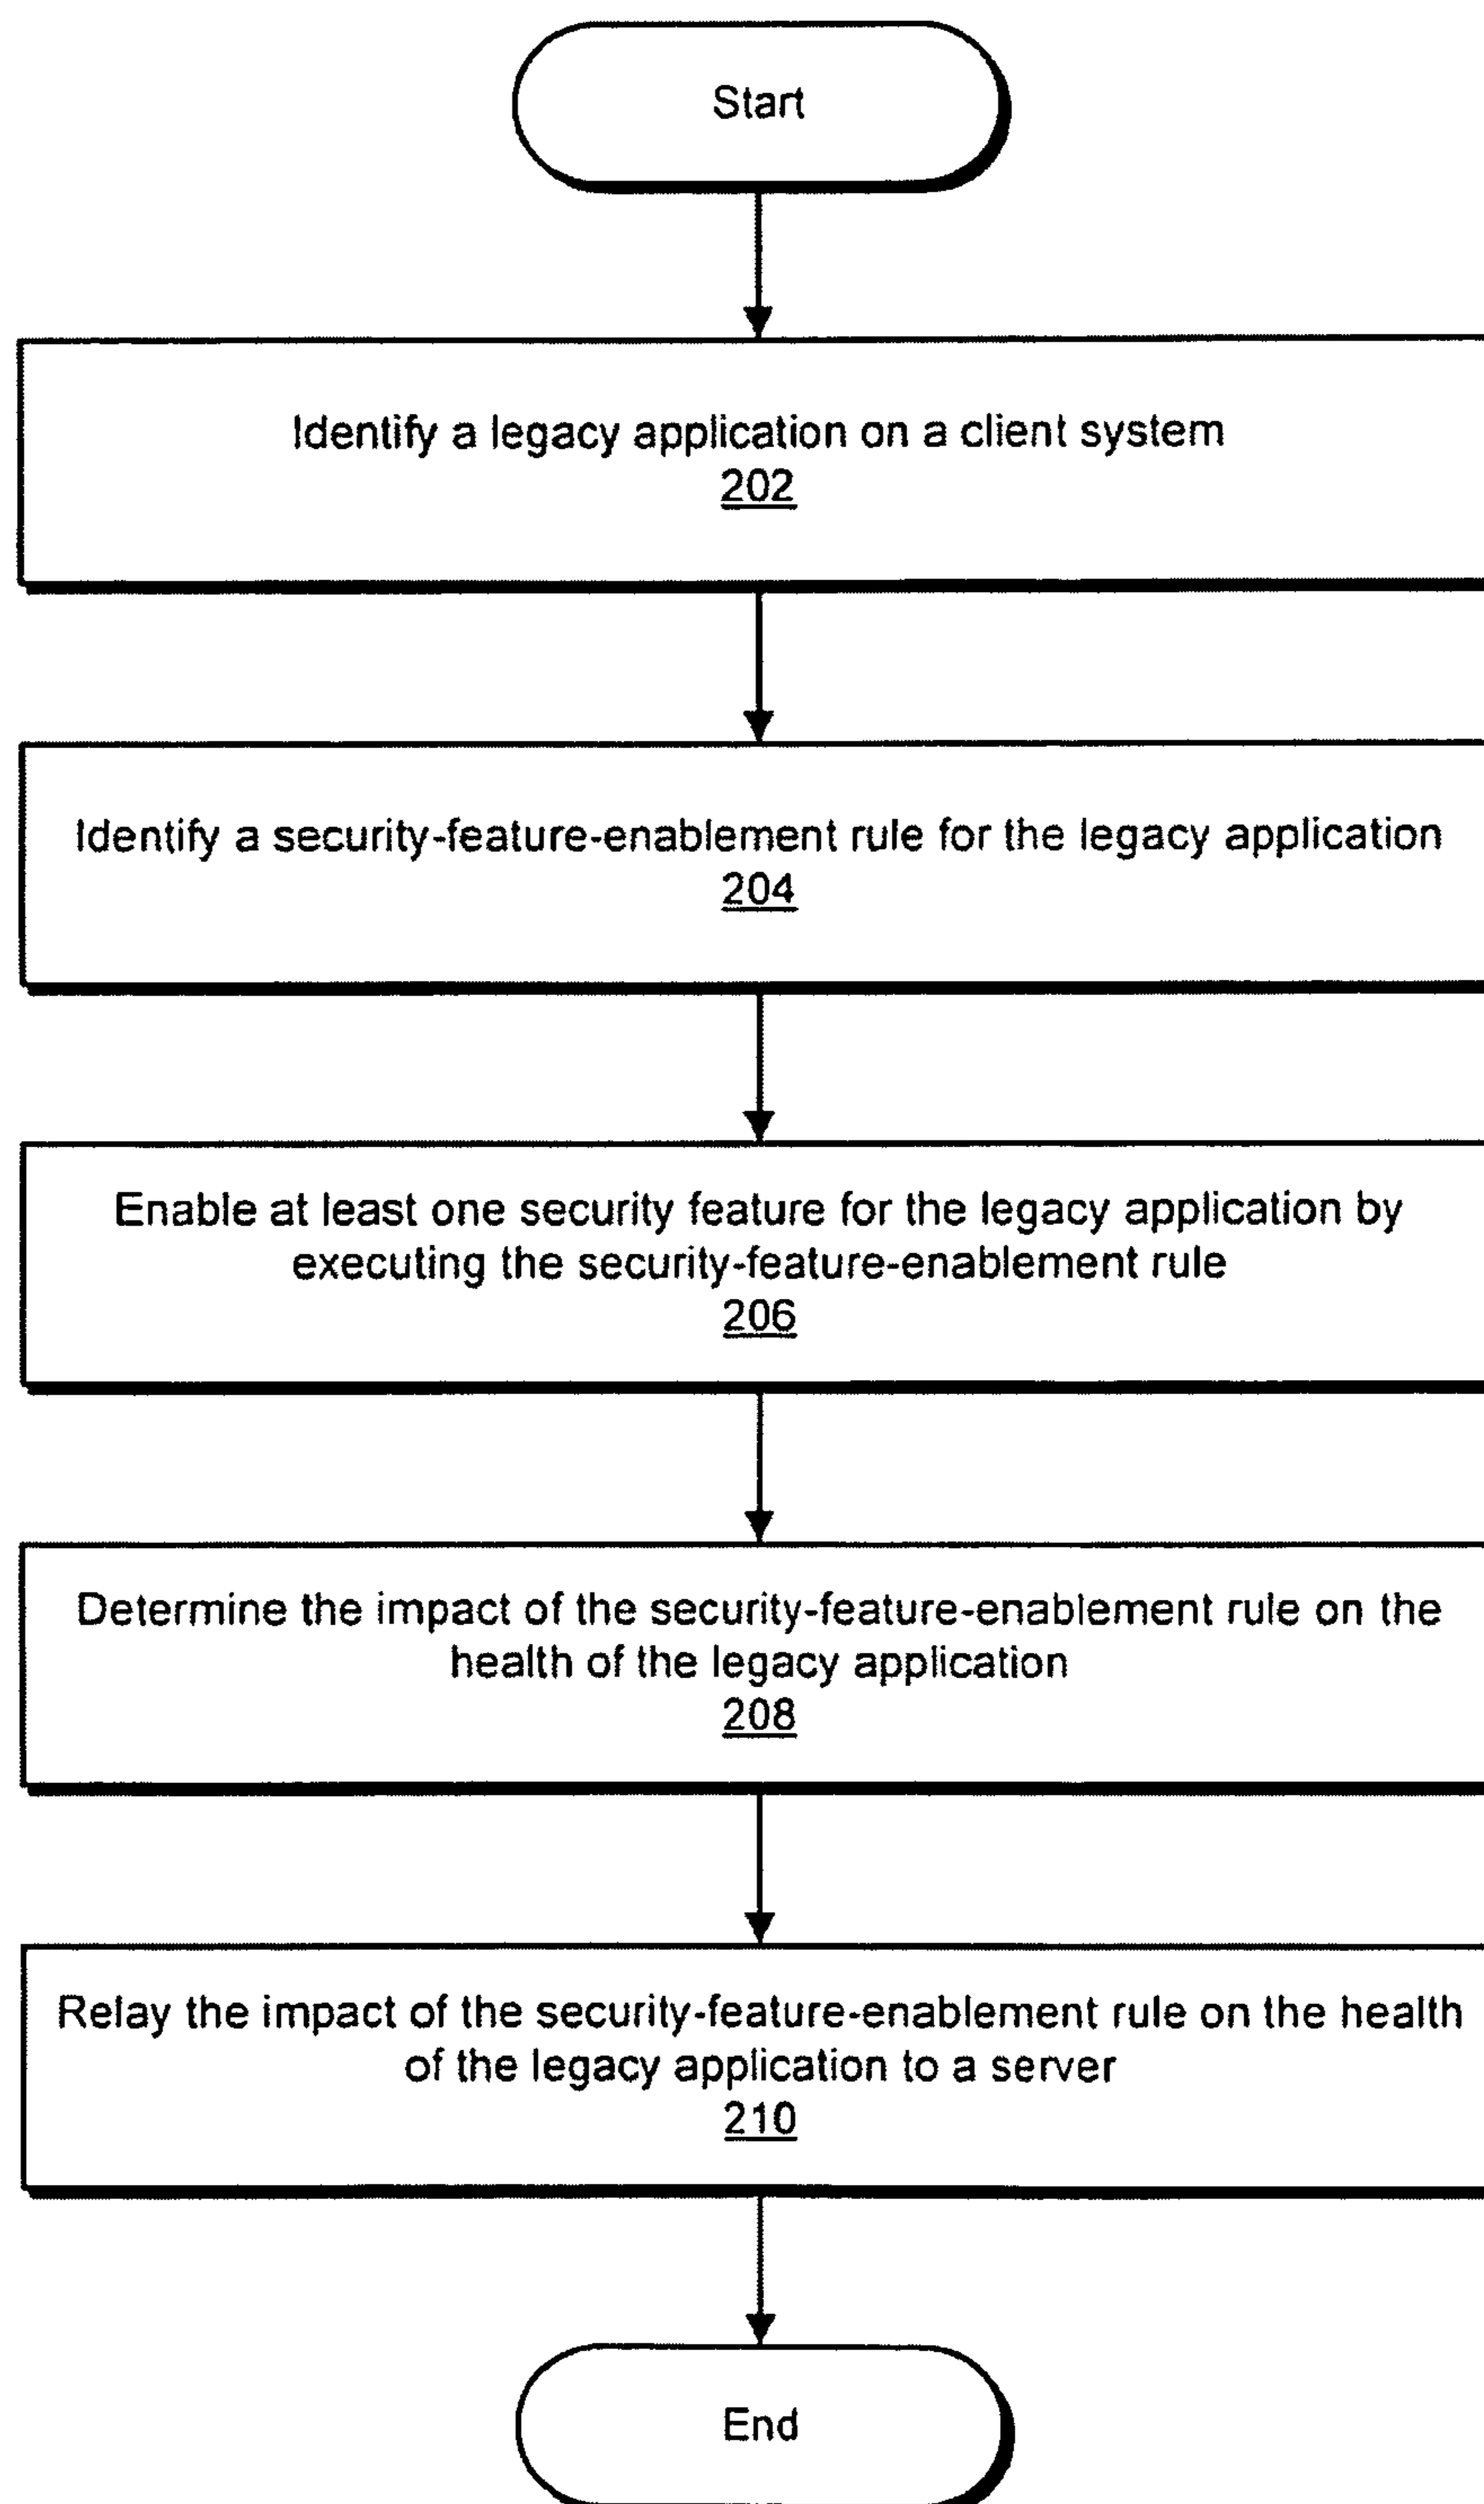 Start
Identify a legacy application on a client system
202
Identify a security-feature-enablement rule for the legacy application
204
Enable at least one security feature for the legacy application by
executing the security-feature-enablement rule
206
Determine the impact of the security-feature-enablement rule on the
health of the legacy application
208
Relay the impact of the security-feature-enablement rule on the health
of the legacy application to a server
210
End